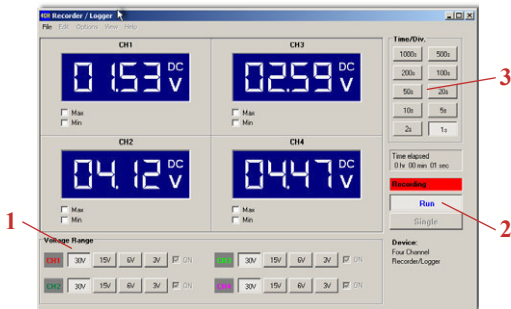 Recorder / Logger
File Edit Options View Help
CH1
01.53 DC V
Max
Min
CH3
02.59 DC V
Max
Min
CH2
04.12 DC V
Max
Min
CH4
04.47 DC V
Max
Min
Time/Div.
1000s 500s
200s 100s
50s 20s
10s 5s
2s 1s
3
Time elapsed
0 hr 00 min 01 sec
Recording
Run
Single
2
1
Voltage Range
CH1 30V 15V 6V 3V ON
CH3 30V 15V 6V 3V ON
CH2 30V 15V 6V 3V ON
CH4 30V 15V 6V 3V ON
Device:
Four Channel
Recorder/Logger